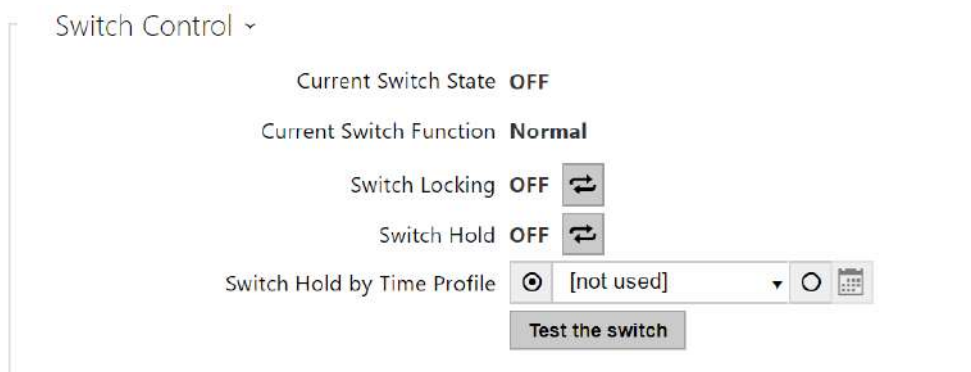 Switch Control
Current Switch State OFF
Current Switch Function Normal
Switch Locking OFF
Switch Hold OFF
Switch Hold by Time Profile [not used]
Test the switch